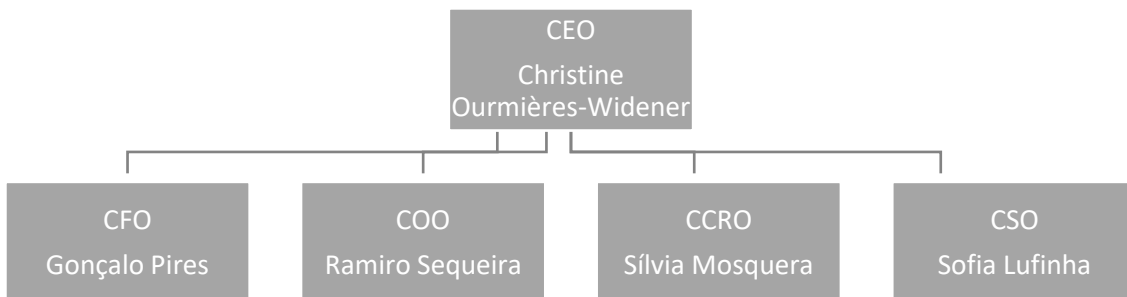 CEO
Christine
Ourmières-Widener
CFO
Gonçalo Pires
COO
Ramiro Sequeira
CCRO
Sílvia Mosquera
CSO
Sofia Lufinha